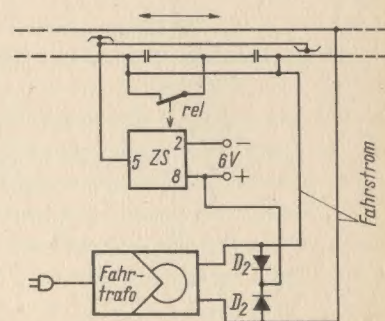 rel
2
–
5
ZS
6V
8
+
Fahrstrom
Fahr-
trafo
D2
D2